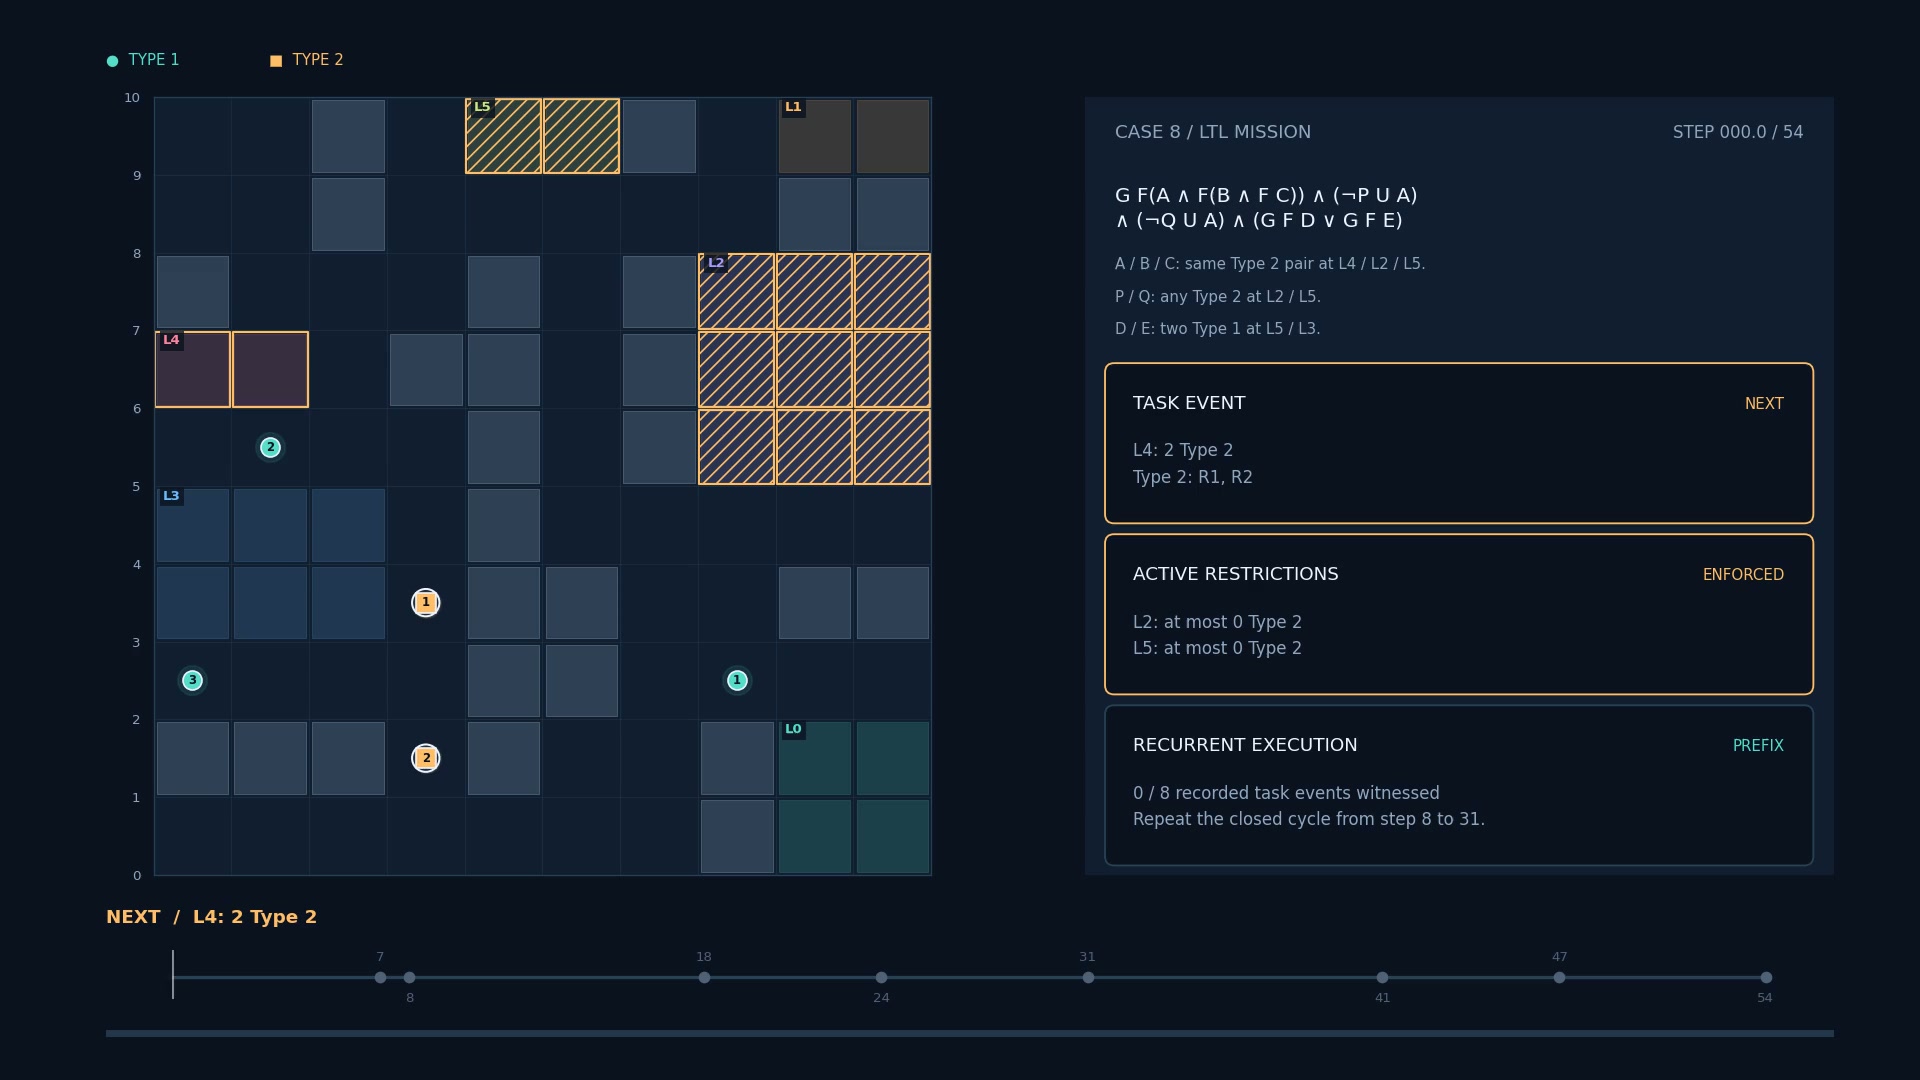 TYPE 1
TYPE 2
10
9
8
7
6
5
4
3
2
1
0
L5
L1
L2
L4
2
L3
1
3
1
2
L0
CASE 8 / LTL MISSION
STEP 000.0 / 54
G F(A ∧ F(B ∧ F C)) ∧ (¬P U A)
∧ (¬Q U A) ∧ (G F D ∨ G F E)
A / B / C: same Type 2 pair at L4 / L2 / L5.
P / Q: any Type 2 at L2 / L5.
D / E: two Type 1 at L5 / L3.
TASK EVENT
NEXT
L4: 2 Type 2
Type 2: R1, R2
ACTIVE RESTRICTIONS
ENFORCED
L2: at most 0 Type 2
L5: at most 0 Type 2
RECURRENT EXECUTION
PREFIX
0 / 8 recorded task events witnessed
Repeat the closed cycle from step 8 to 31.
NEXT / L4: 2 Type 2
7
18
31
47
8
24
41
54